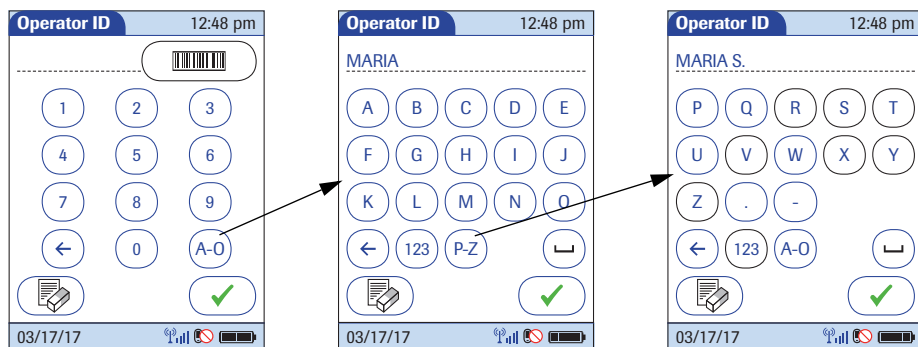 Operator ID 12:48 pm
1 2 3
4 5 6
7 8 9
0 A-O
03/17/17
Operator ID 12:48 pm
MARIA
A B C D E
F G H I J
K L M N O
123 P-Z
03/17/17
Operator ID 12:48 pm
MARIA S.
P Q R S T
U V W X Y
Z . -
123 A-O
03/17/17